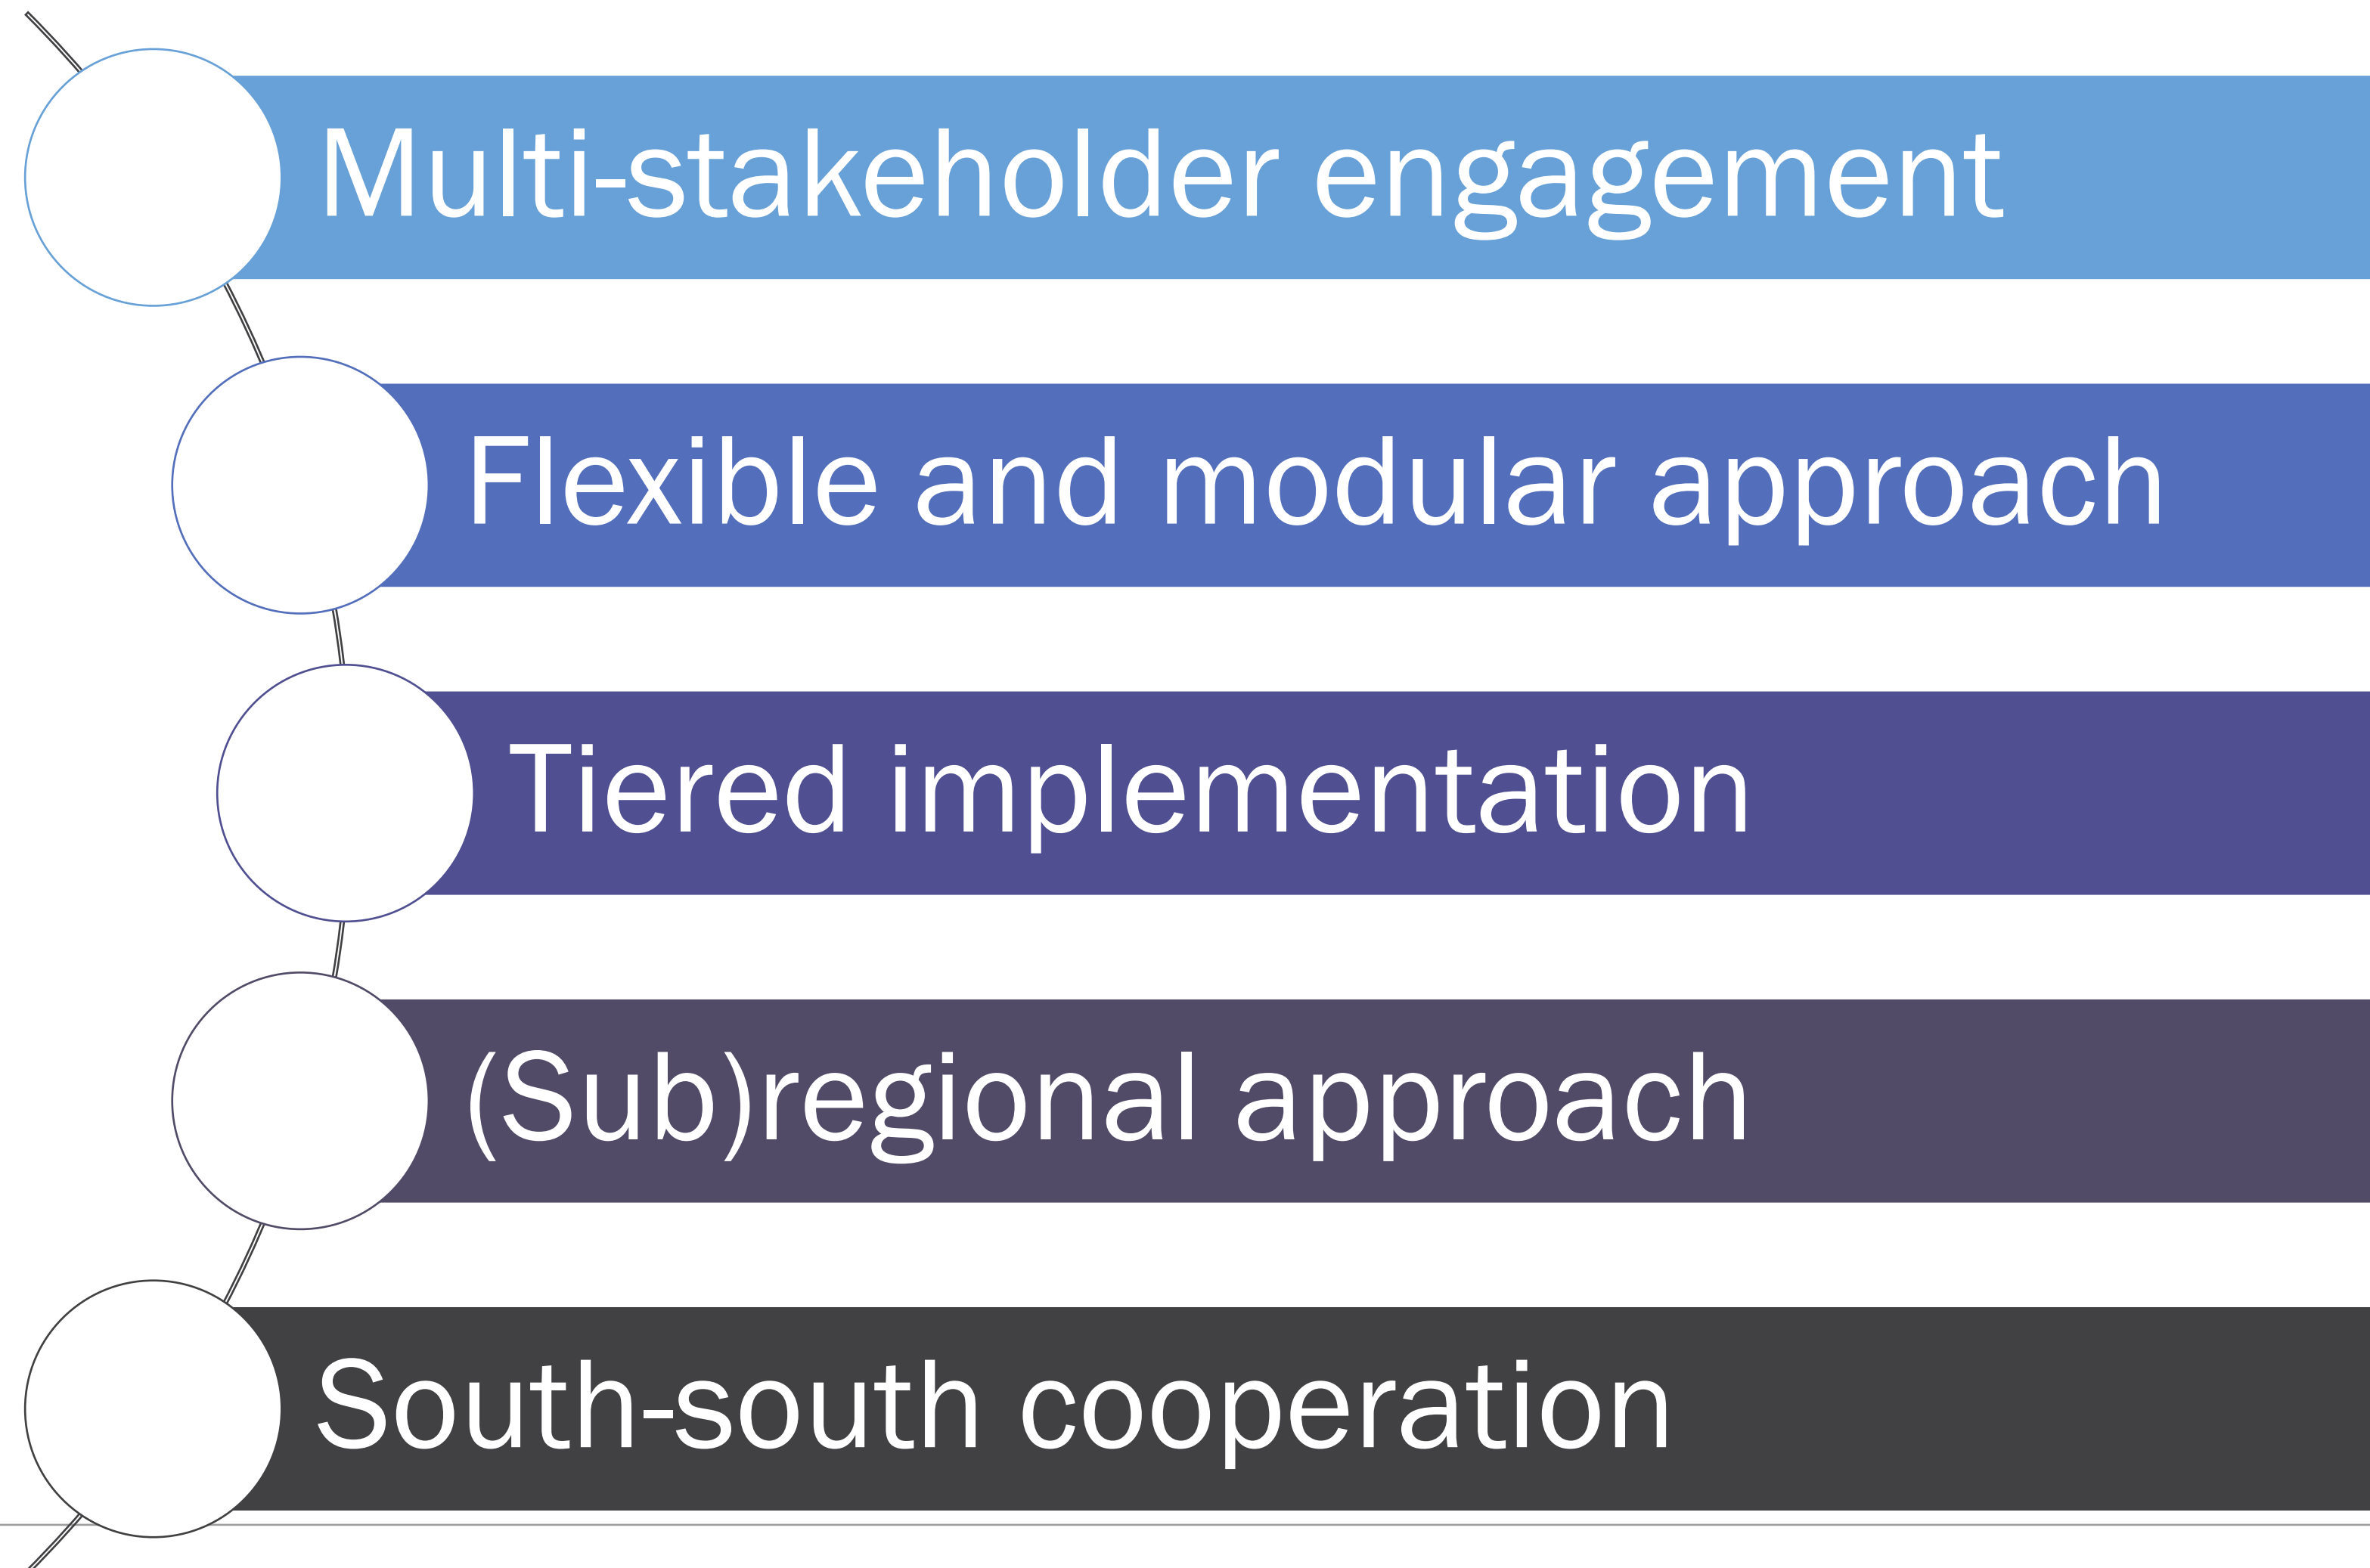 Multi-stakeholder engagement
Flexible and modular approach
Tiered implementation
(Sub)regional approach
South-south cooperation